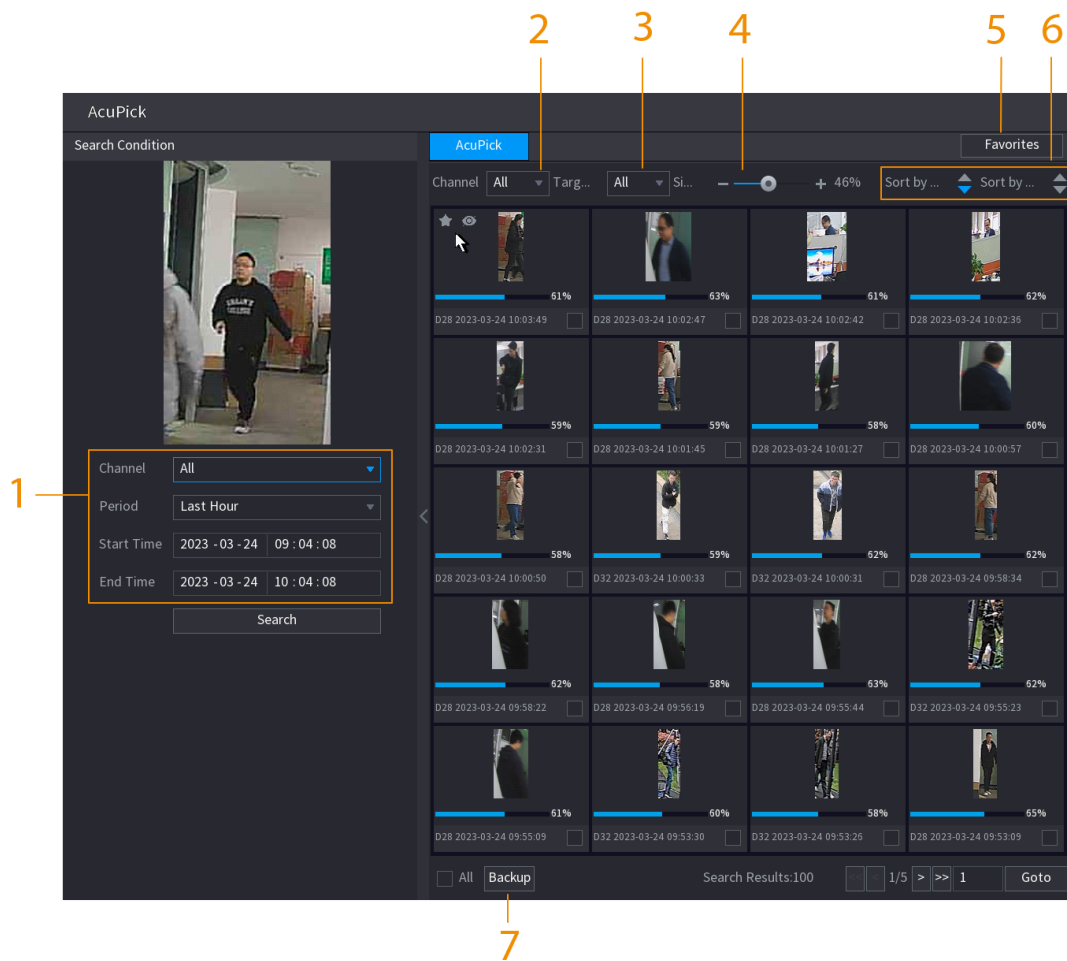 2 3 4 5 6
AcuPick
Search Condition
AcuPick Favorites
Channel All Targ... All Si... − + 46% Sort by ... Sort by ...
61% 63% 61% 62%
D28 2023-03-24 10:03:49 D28 2023-03-24 10:02:47 D28 2023-03-24 10:02:42 D28 2023-03-24 10:02:36
59% 59% 58% 60%
D28 2023-03-24 10:02:31 D28 2023-03-24 10:01:45 D28 2023-03-24 10:01:27 D28 2023-03-24 10:00:57
1
Channel All
Period Last Hour
Start Time 2023 -03 -24 09 : 04 : 08
End Time 2023 -03 -24 10 : 04 : 08
Search
58% 59% 62% 62%
D28 2023-03-24 10:00:50 D32 2023-03-24 10:00:33 D32 2023-03-24 10:00:31 D28 2023-03-24 09:58:34
62% 58% 63% 62%
D28 2023-03-24 09:58:22 D28 2023-03-24 09:56:19 D28 2023-03-24 09:55:44 D32 2023-03-24 09:55:23
61% 60% 58% 65%
D28 2023-03-24 09:55:09 D32 2023-03-24 09:53:30 D32 2023-03-24 09:53:26 D28 2023-03-24 09:53:09
All Backup Search Results:100 << < 1/5 > >> 1 Goto
7